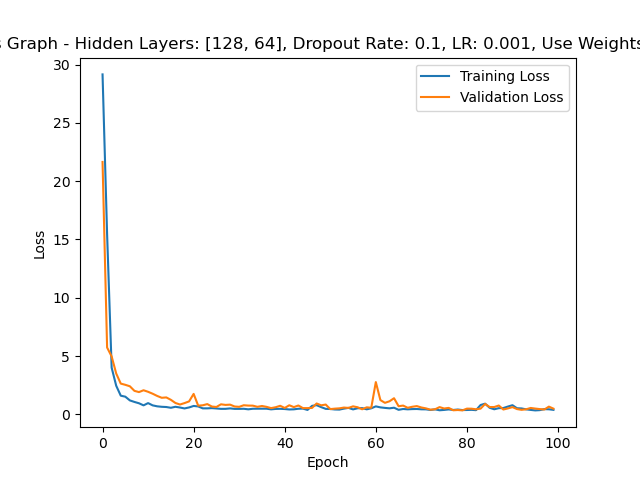 Graph - Hidden Layers: [128, 64], Dropout Rate: 0.1, LR: 0.001, Use Weights
Training Loss
Validation Loss
30
25
20
15
10
5
0
Loss
0 20 40 60 80 100
Epoch